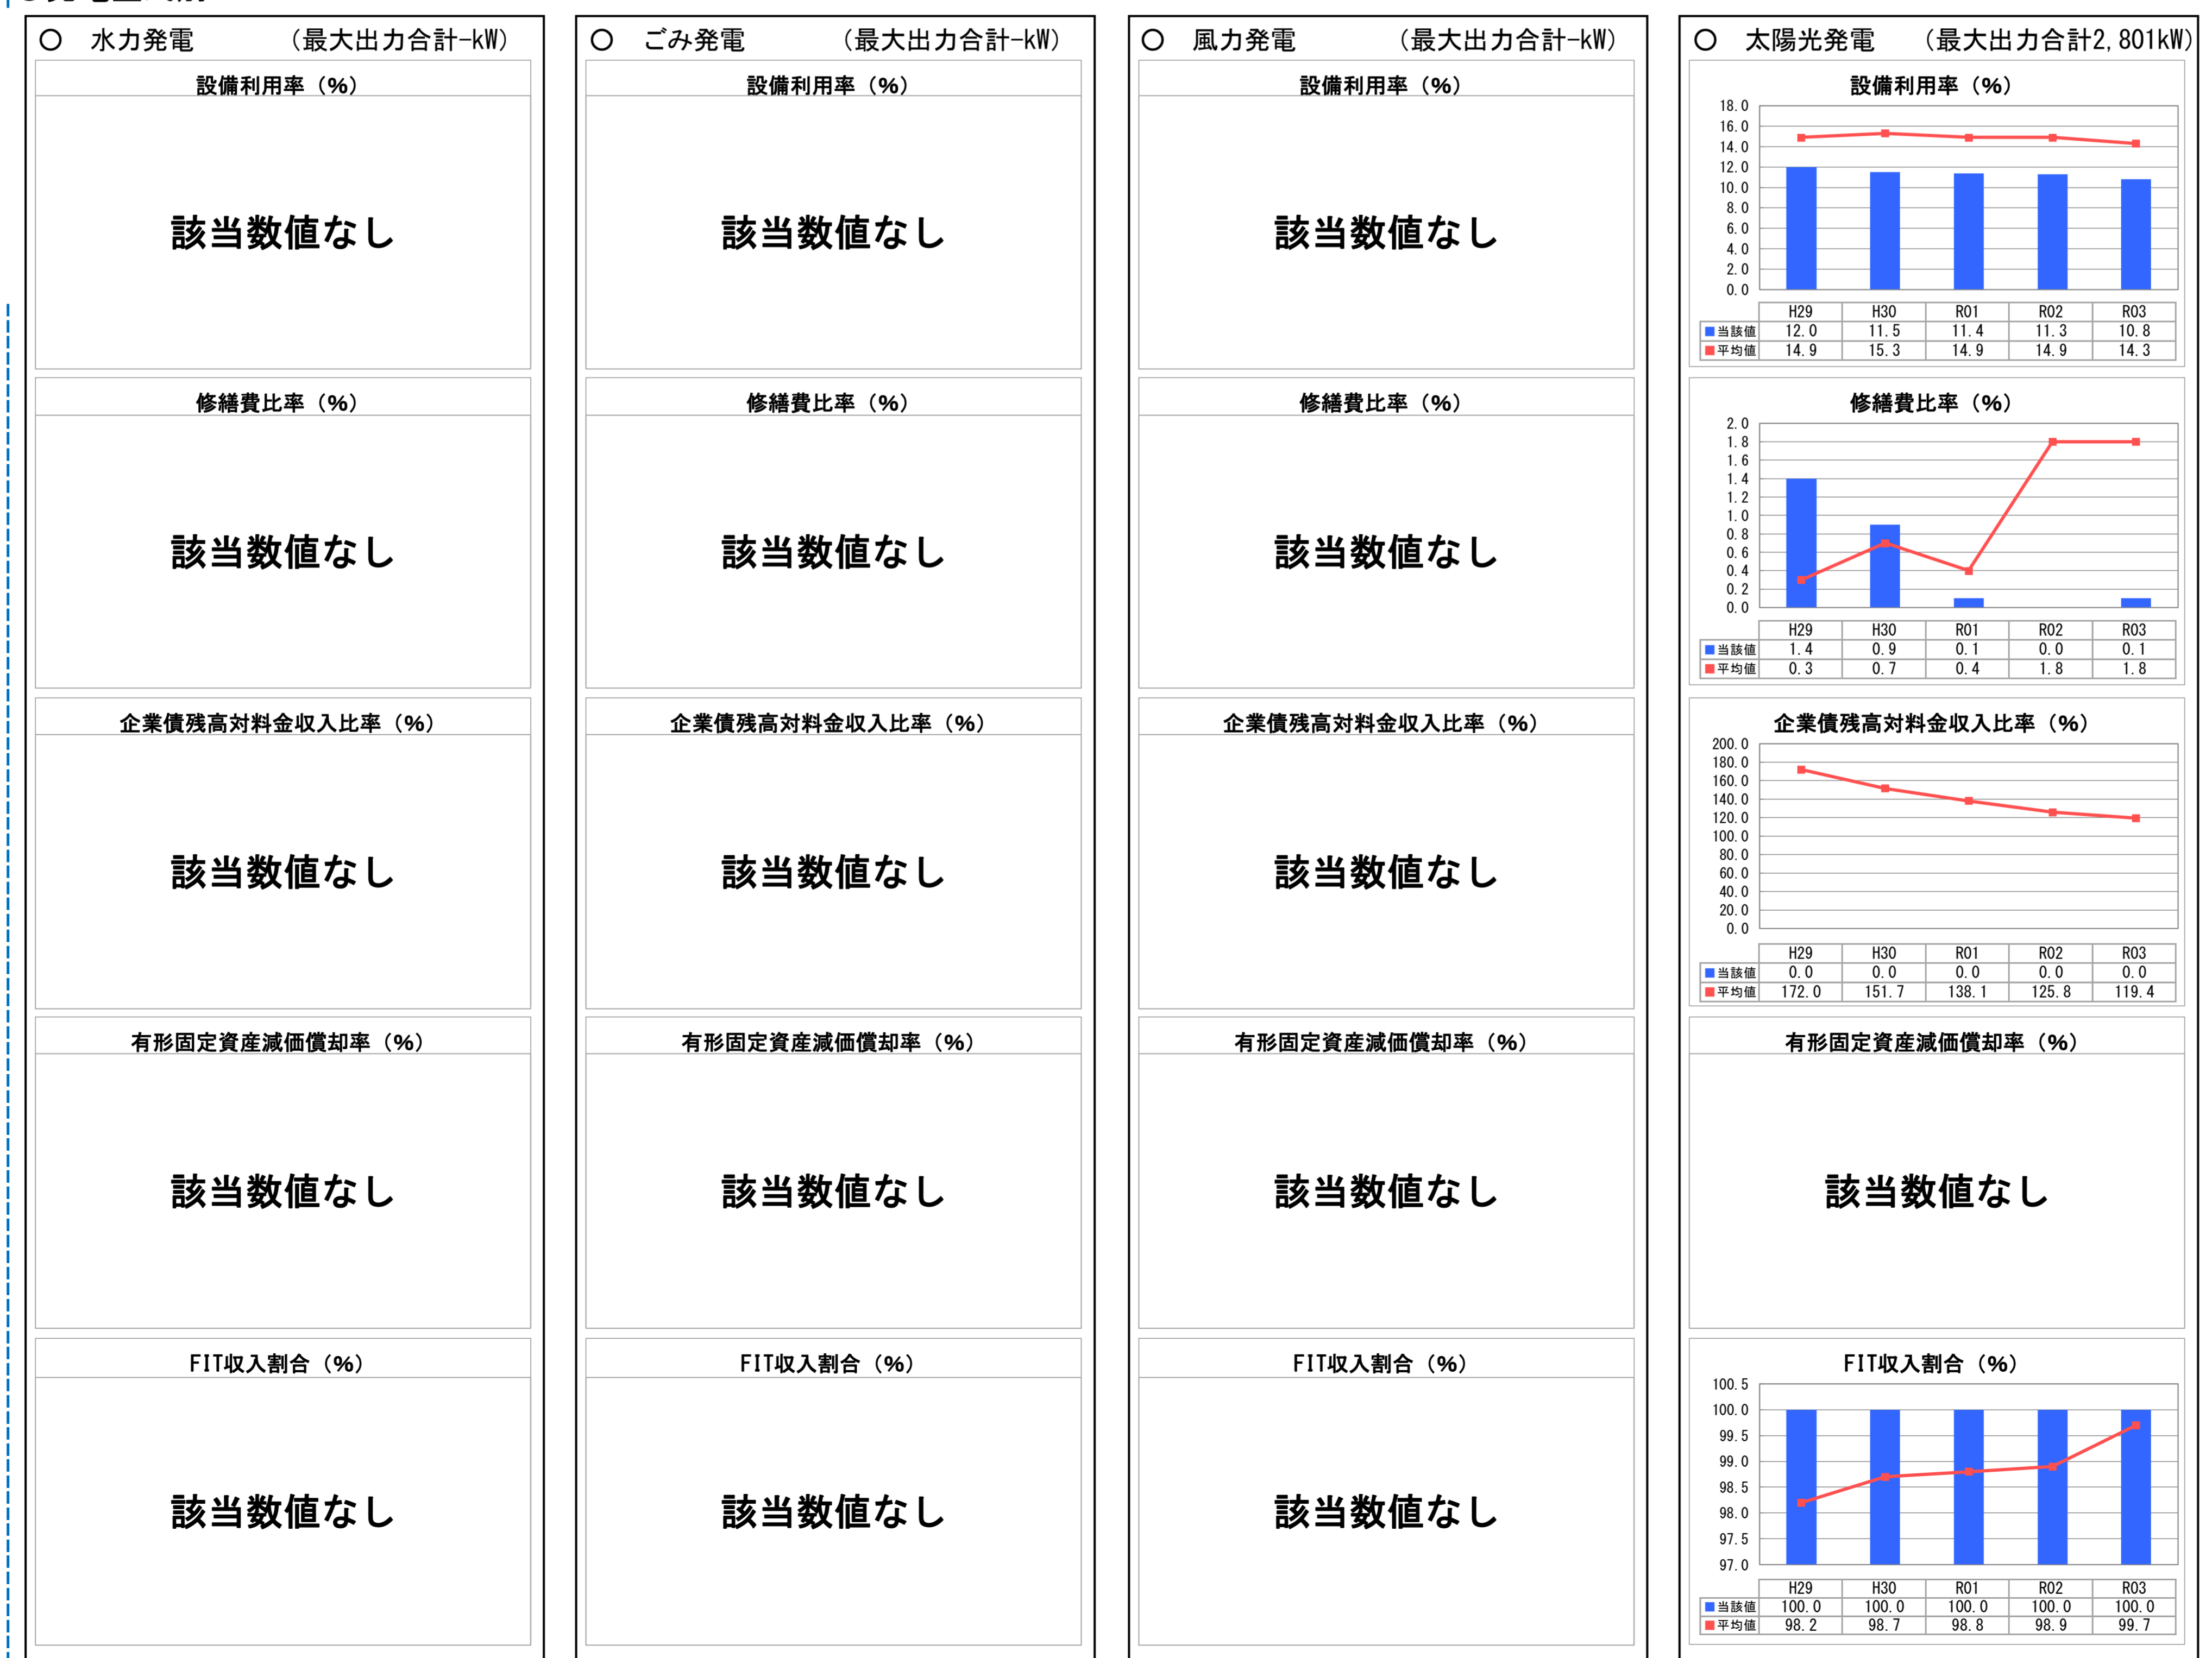 ○ 水力発電 （最大出力合計-kW）
設備利用率（%）
該当数値なし
修繕費比率（%）
該当数値なし
企業債残高対料金収入比率（%）
該当数値なし
有形固定資産減価償却率（%）
該当数値なし
FIT収入割合（%）
該当数値なし
○ ごみ発電 （最大出力合計-kW）
設備利用率（%）
該当数値なし
修繕費比率（%）
該当数値なし
企業債残高対料金収入比率（%）
該当数値なし
有形固定資産減価償却率（%）
該当数値なし
FIT収入割合（%）
該当数値なし
○ 風力発電 （最大出力合計-kW）
設備利用率（%）
該当数値なし
修繕費比率（%）
該当数値なし
企業債残高対料金収入比率（%）
該当数値なし
有形固定資産減価償却率（%）
該当数値なし
FIT収入割合（%）
該当数値なし
○ 太陽光発電 （最大出力合計2,801kW）
設備利用率（%）
18.0
16.0
14.0
12.0
10.0
8.0
6.0
4.0
2.0
0.0
H29 H30 R01 R02 R03
当該値 12.0 11.5 11.4 11.3 10.8
平均値 14.9 15.3 14.9 14.9 14.3
修繕費比率（%）
2.0
1.8
1.6
1.4
1.2
1.0
0.8
0.6
0.4
0.2
0.0
H29 H30 R01 R02 R03
当該値 1.4 0.9 0.1 0.0 0.1
平均値 0.3 0.7 0.4 1.8 1.8
企業債残高対料金収入比率（%）
200.0
180.0
160.0
140.0
120.0
100.0
80.0
60.0
40.0
20.0
0.0
H29 H30 R01 R02 R03
当該値 0.0 0.0 0.0 0.0 0.0
平均値 172.0 151.7 138.1 125.8 119.4
有形固定資産減価償却率（%）
該当数値なし
FIT収入割合（%）
100.5
100.0
99.5
99.0
98.5
98.0
97.5
97.0
H29 H30 R01 R02 R03
当該値 100.0 100.0 100.0 100.0 100.0
平均値 98.2 98.7 98.8 98.9 99.7